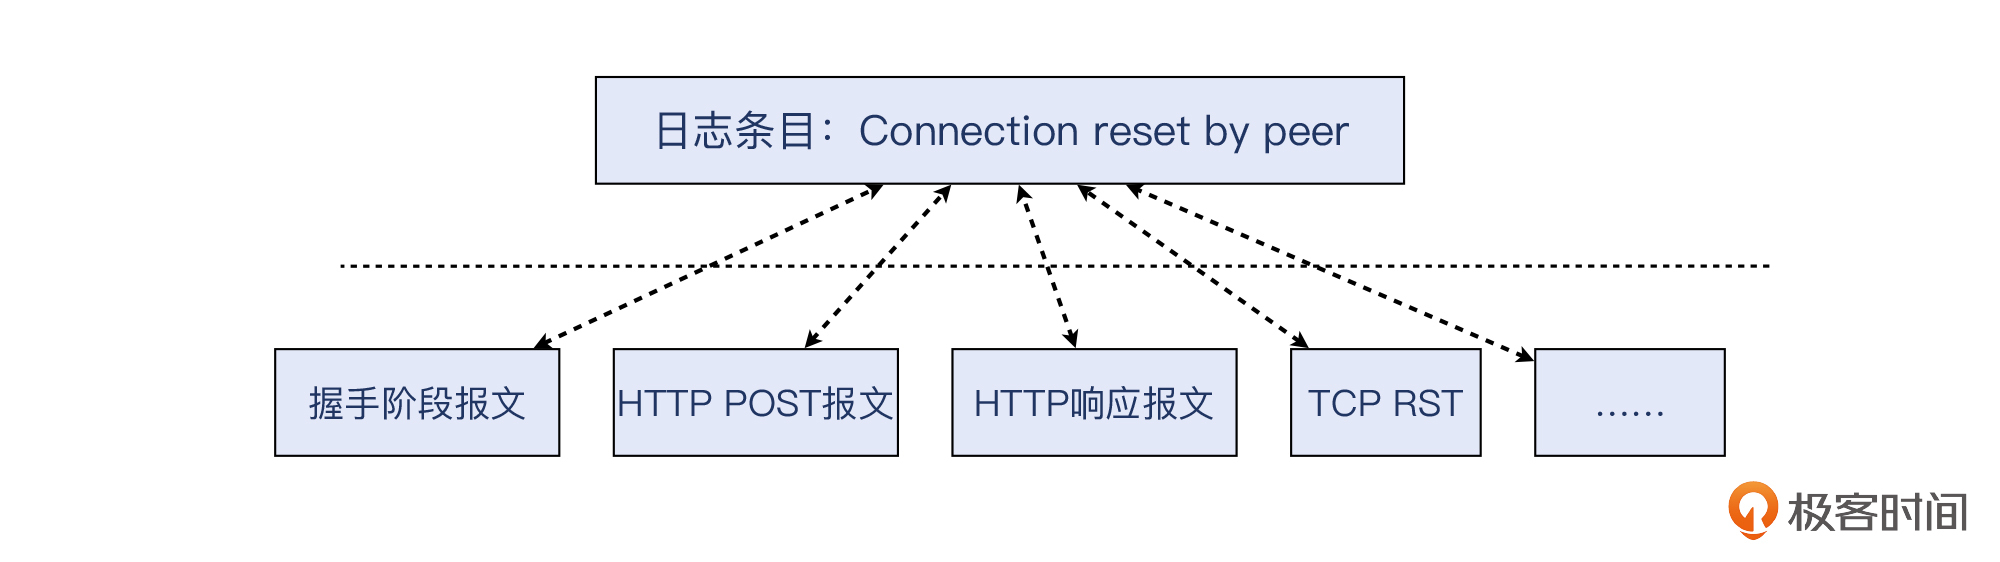 日志条目：Connection reset by peer
握手阶段报文
HTTP POST报文
HTTP响应报文
TCP RST
……
极客时间